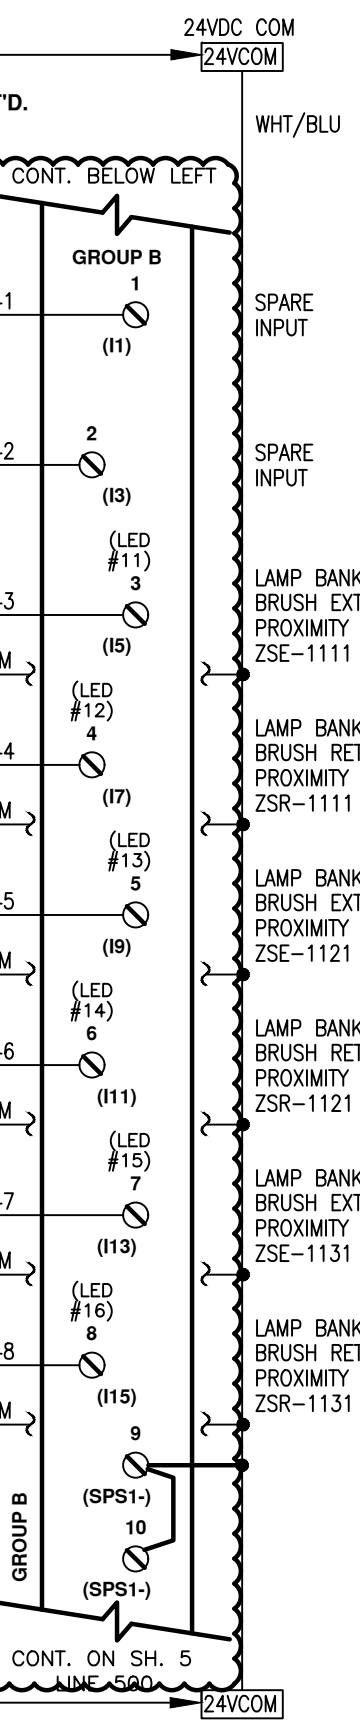 24VDC COM
24VCOM
'D.
WHT/BLU
CONT. BELOW LEFT
GROUP B
1
-1
SPARE
INPUT
(I1)
2
-2
SPARE
INPUT
(I3)
(LED
#11)
3
-3
LAMP BANK
BRUSH EXT
PROXIMITY
ZSE-1111
(I5)
M
(LED
#12)
4
-4
LAMP BANK
BRUSH RET
PROXIMITY
ZSR-1111
(I7)
M
(LED
#13)
5
-5
LAMP BANK
BRUSH EXT
PROXIMITY
ZSE-1121
(I9)
M
(LED
#14)
6
-6
LAMP BANK
BRUSH RET
PROXIMITY
ZSR-1121
(I11)
M
(LED
#15)
7
-7
LAMP BANK
BRUSH EXT
PROXIMITY
ZSE-1131
(I13)
M
(LED
#16)
8
-8
LAMP BANK
BRUSH RET
PROXIMITY
ZSR-1131
(I15)
M
9
(SPS1-)
10
(SPS1-)
GROUP B
CONT. ON SH. 5
LINE 500
24VCOM